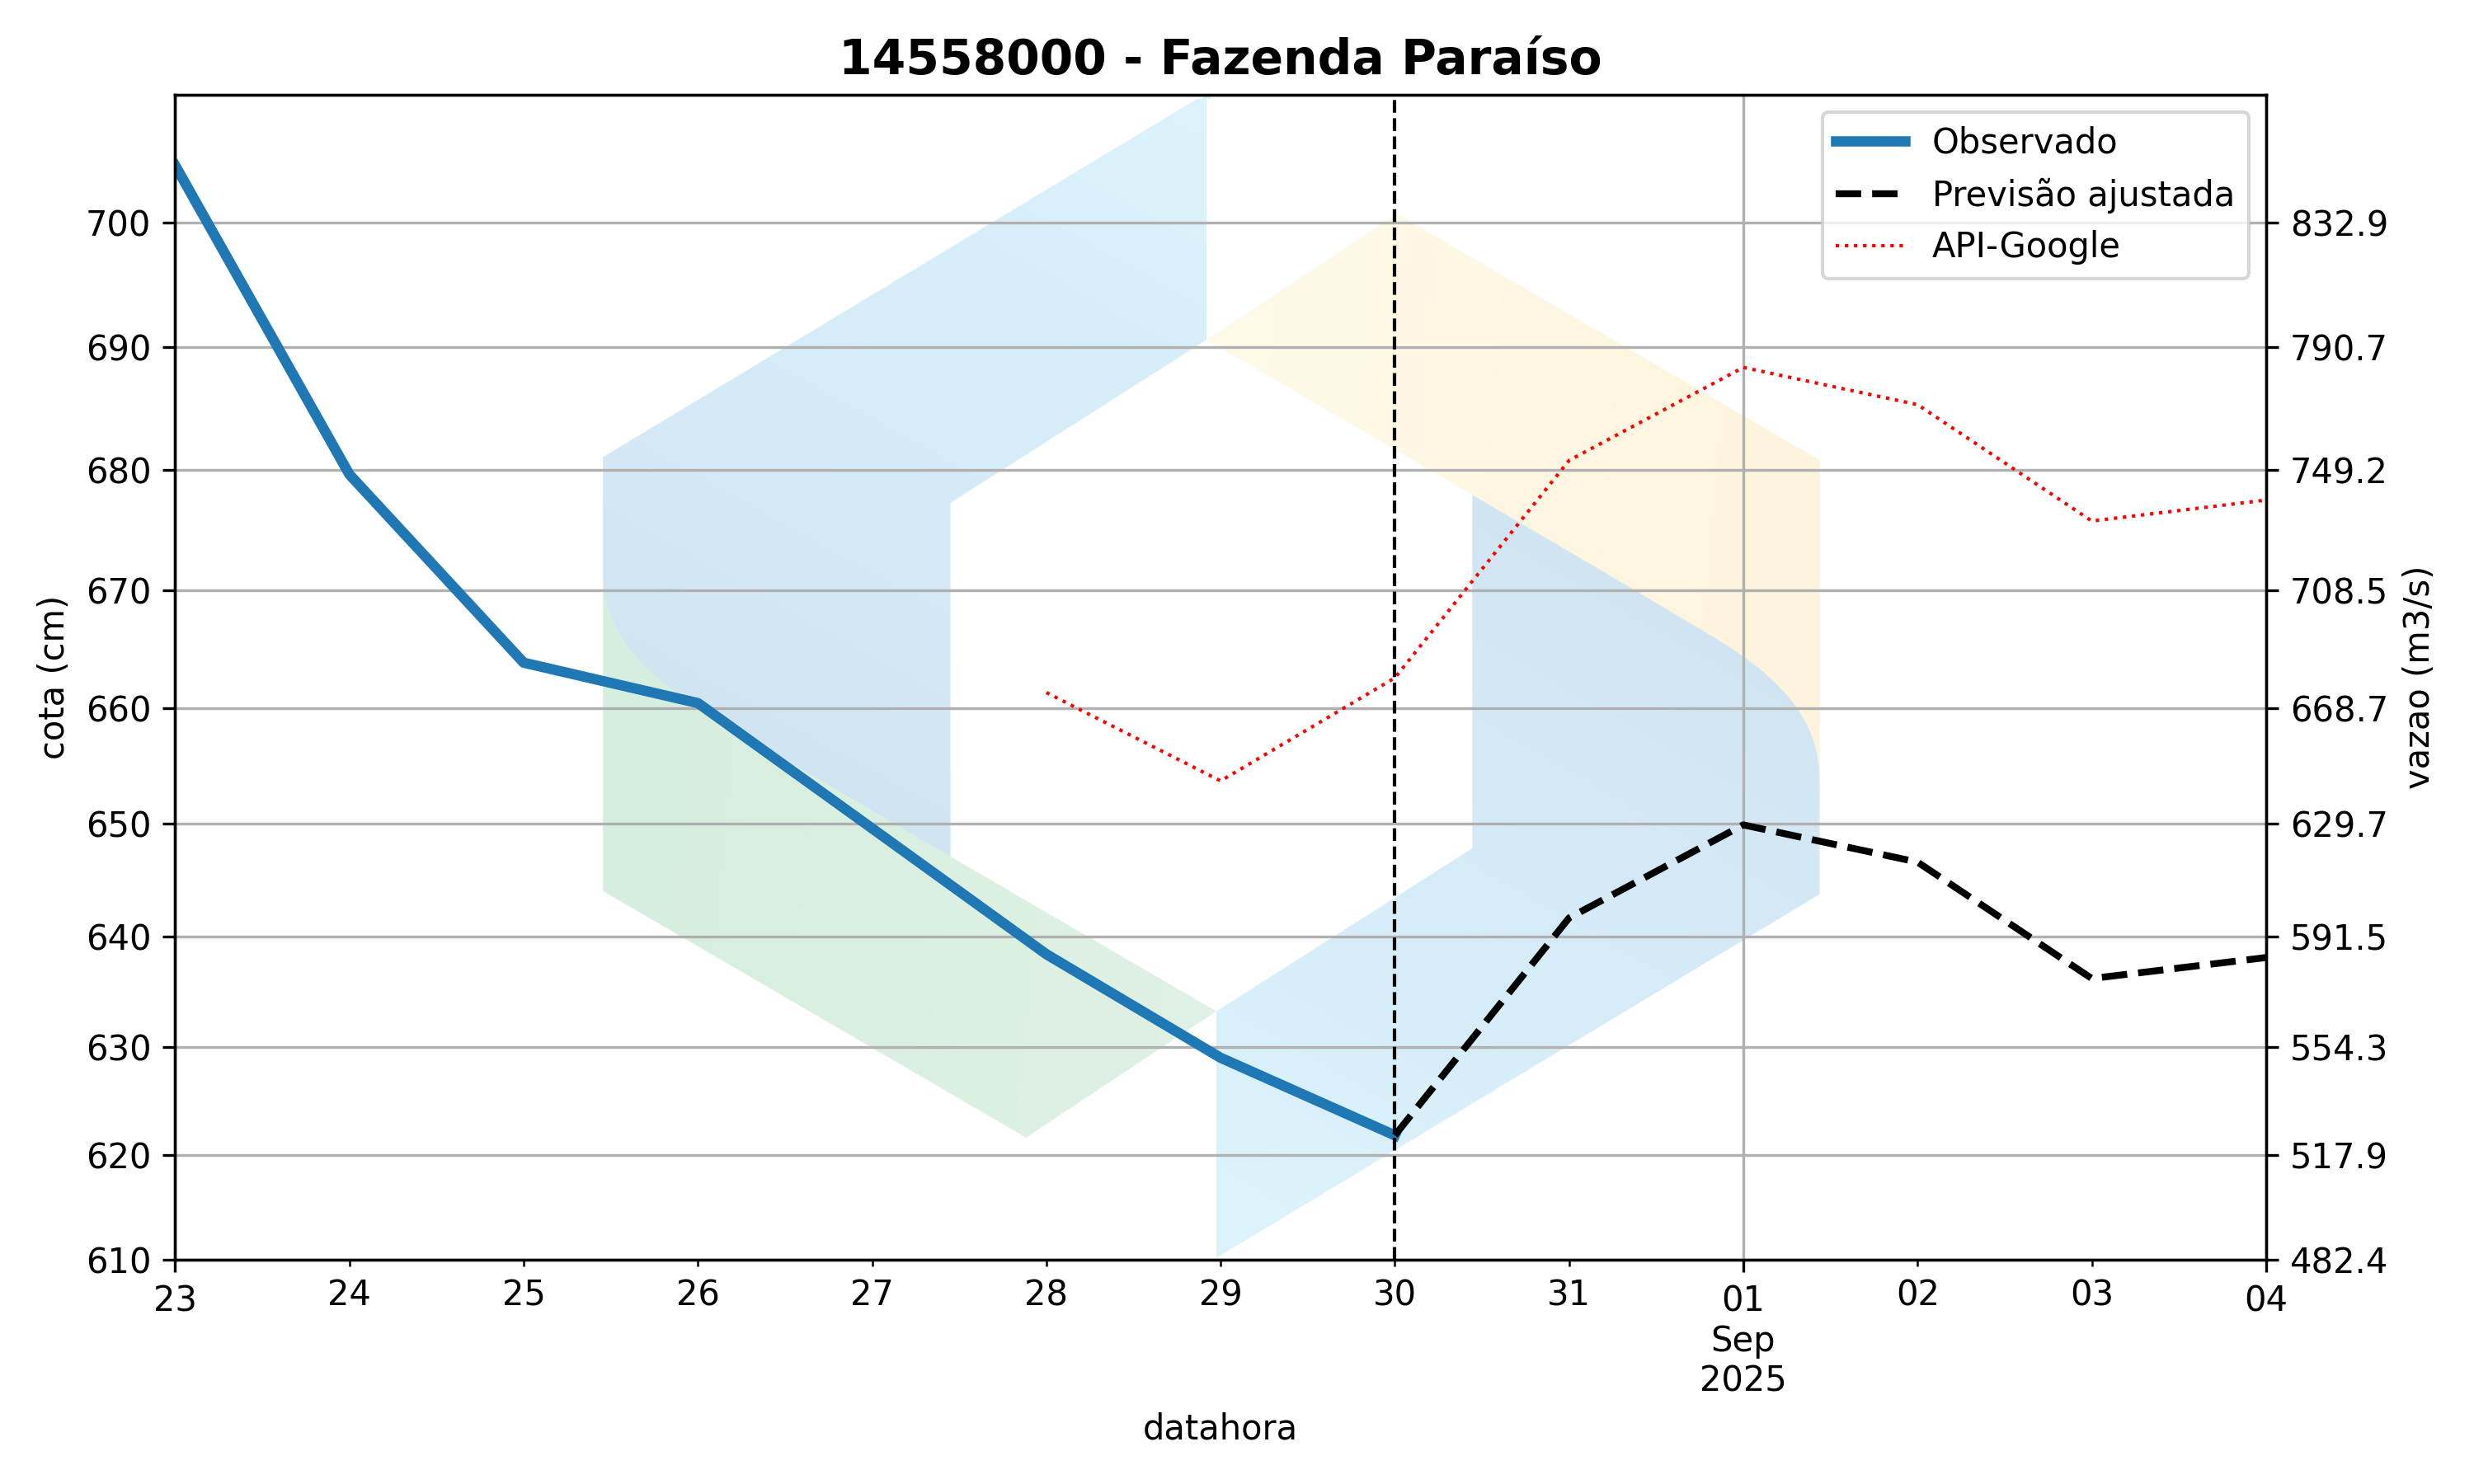 14558000 - Fazenda Paraíso
Observado
Previsão ajustada
API-Google
cota (cm)
700
690
680
670
660
650
640
630
620
610
832.9
790.7
749.2
708.5
668.7
629.7
591.5
554.3
517.9
482.4
vazao (m3/s)
23 24 25 26 27 28 29 30 31 01 02 03 04
Sep
2025
datahora